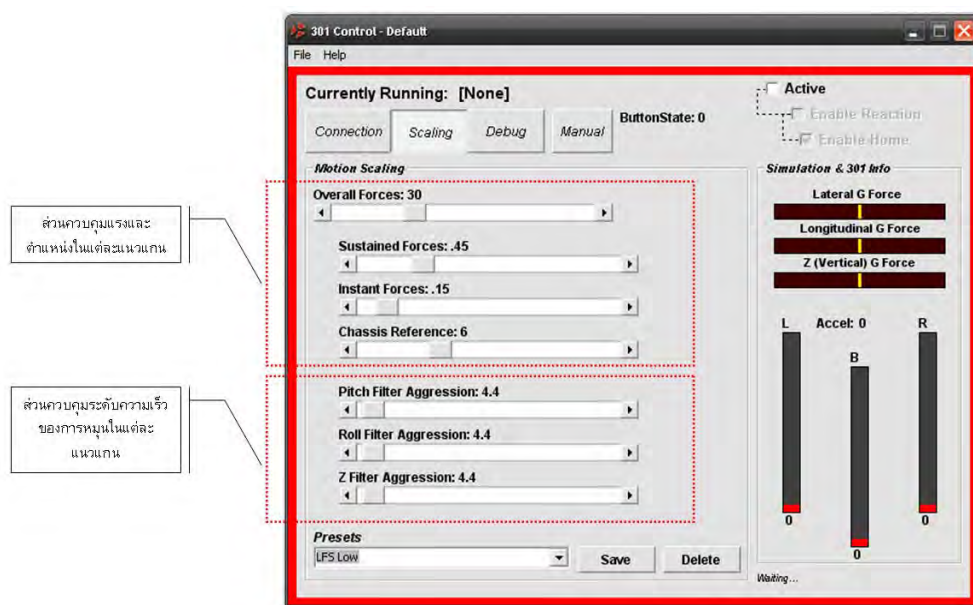 301 Control - Default
File Help
Currently Running: [None]
Active
Enable Reaction
Enable Home
Connection
Scaling
Debug
Manual
ButtonState: 0
Motion Scaling
Overall Forces: 30
Sustained Forces: .45
Instant Forces: .15
Chassis Reference: 6
Pitch Filter Aggression: 4.4
Roll Filter Aggression: 4.4
Z Filter Aggression: 4.4
Presets
LFS Low
Save
Delete
Simulation & 301 Info
Lateral G Force
Longitudinal G Force
Z (Vertical) G Force
L
Accel: 0
R
B
0
0
0
Waiting...
ส่วนควบคุมแรงและ
ตำแหน่งในแต่ละแนวแกน
ส่วนควบคุมระดับความเร็ว
ของการหมุนในแต่ละ
แนวแกน